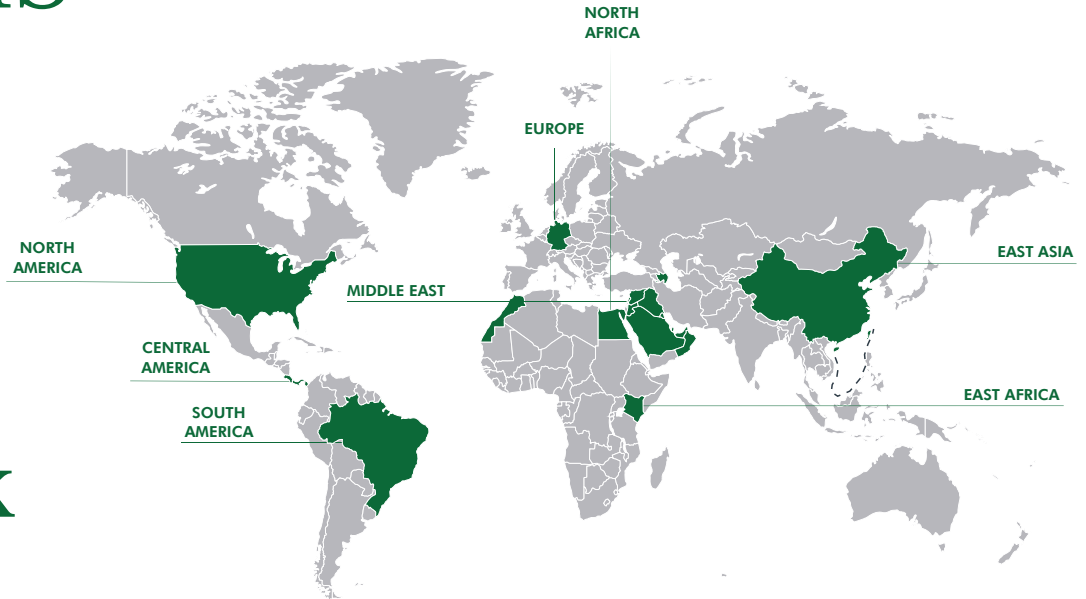 NORTH
AFRICA
EUROPE
NORTH
AMERICA
EAST ASIA
MIDDLE EAST
CENTRAL
AMERICA
EAST AFRICA
SOUTH
AMERICA